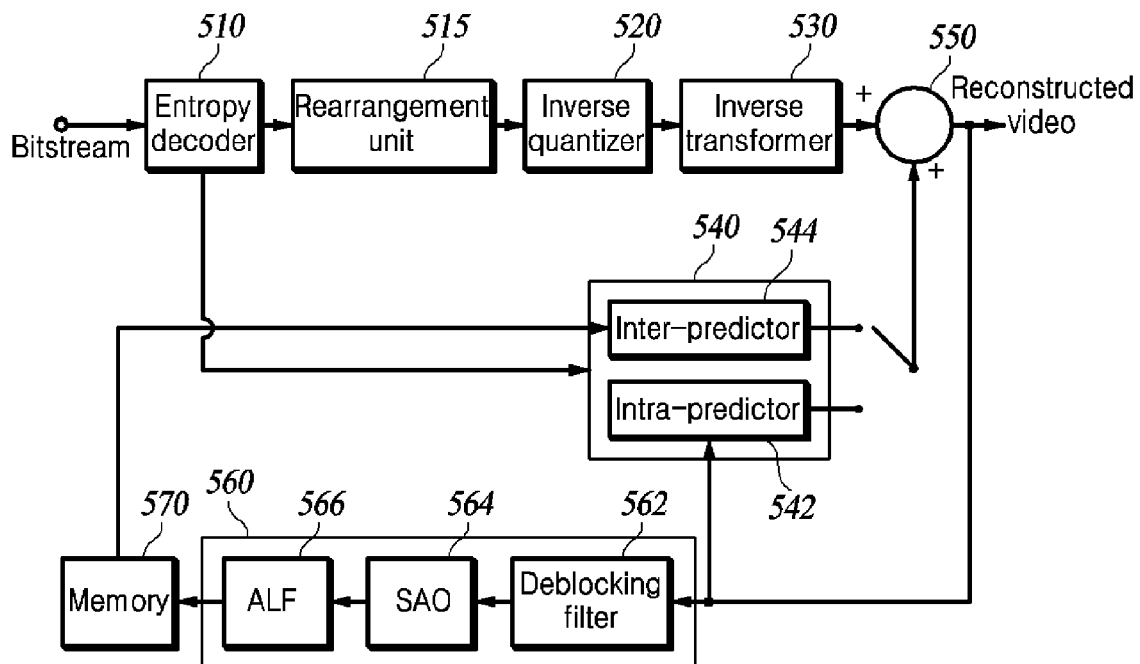 510
515
520
530
550
Bitstream
Entropy
decoder
Rearrangement
unit
Inverse
quantizer
Inverse
transformer
+
+
Reconstructed
video
540
544
Inter-predictor
Intra-predictor
542
560
570
566
564
562
Memory
ALF
SAO
Deblocking
filter